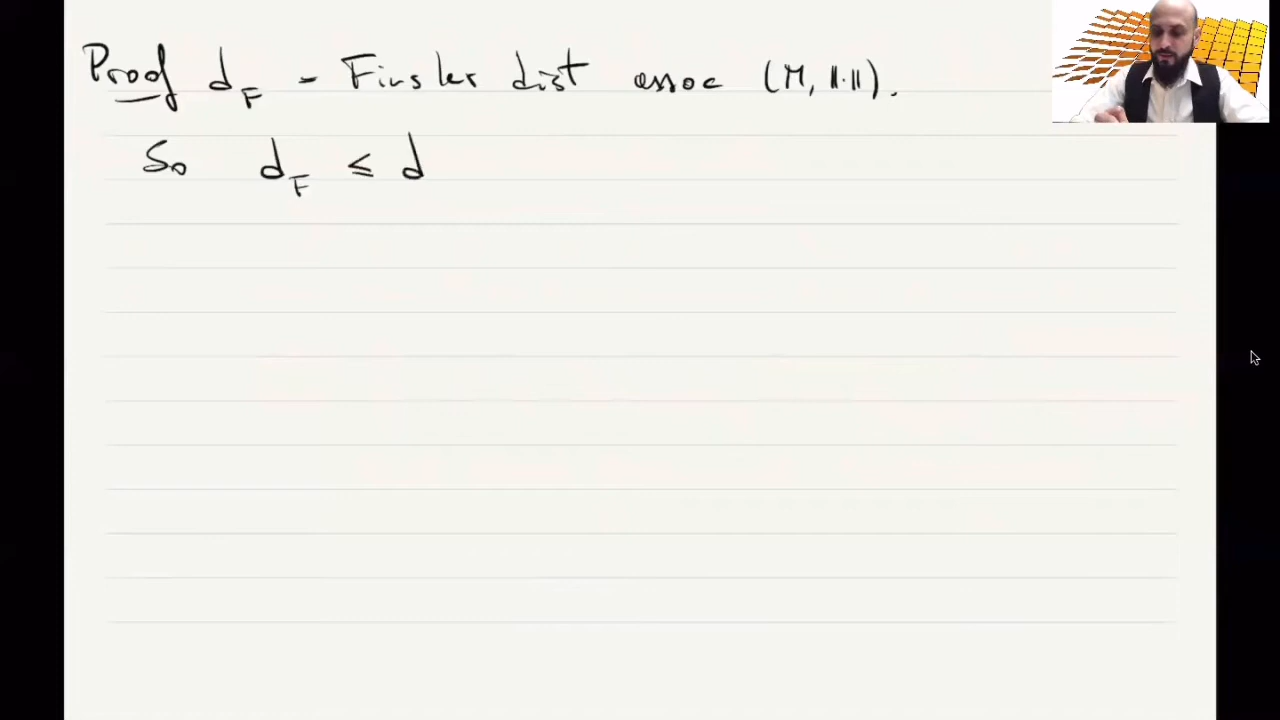 Proof d_F - Finsler dist assoc (M, ||·||).
So d_F ≤ d